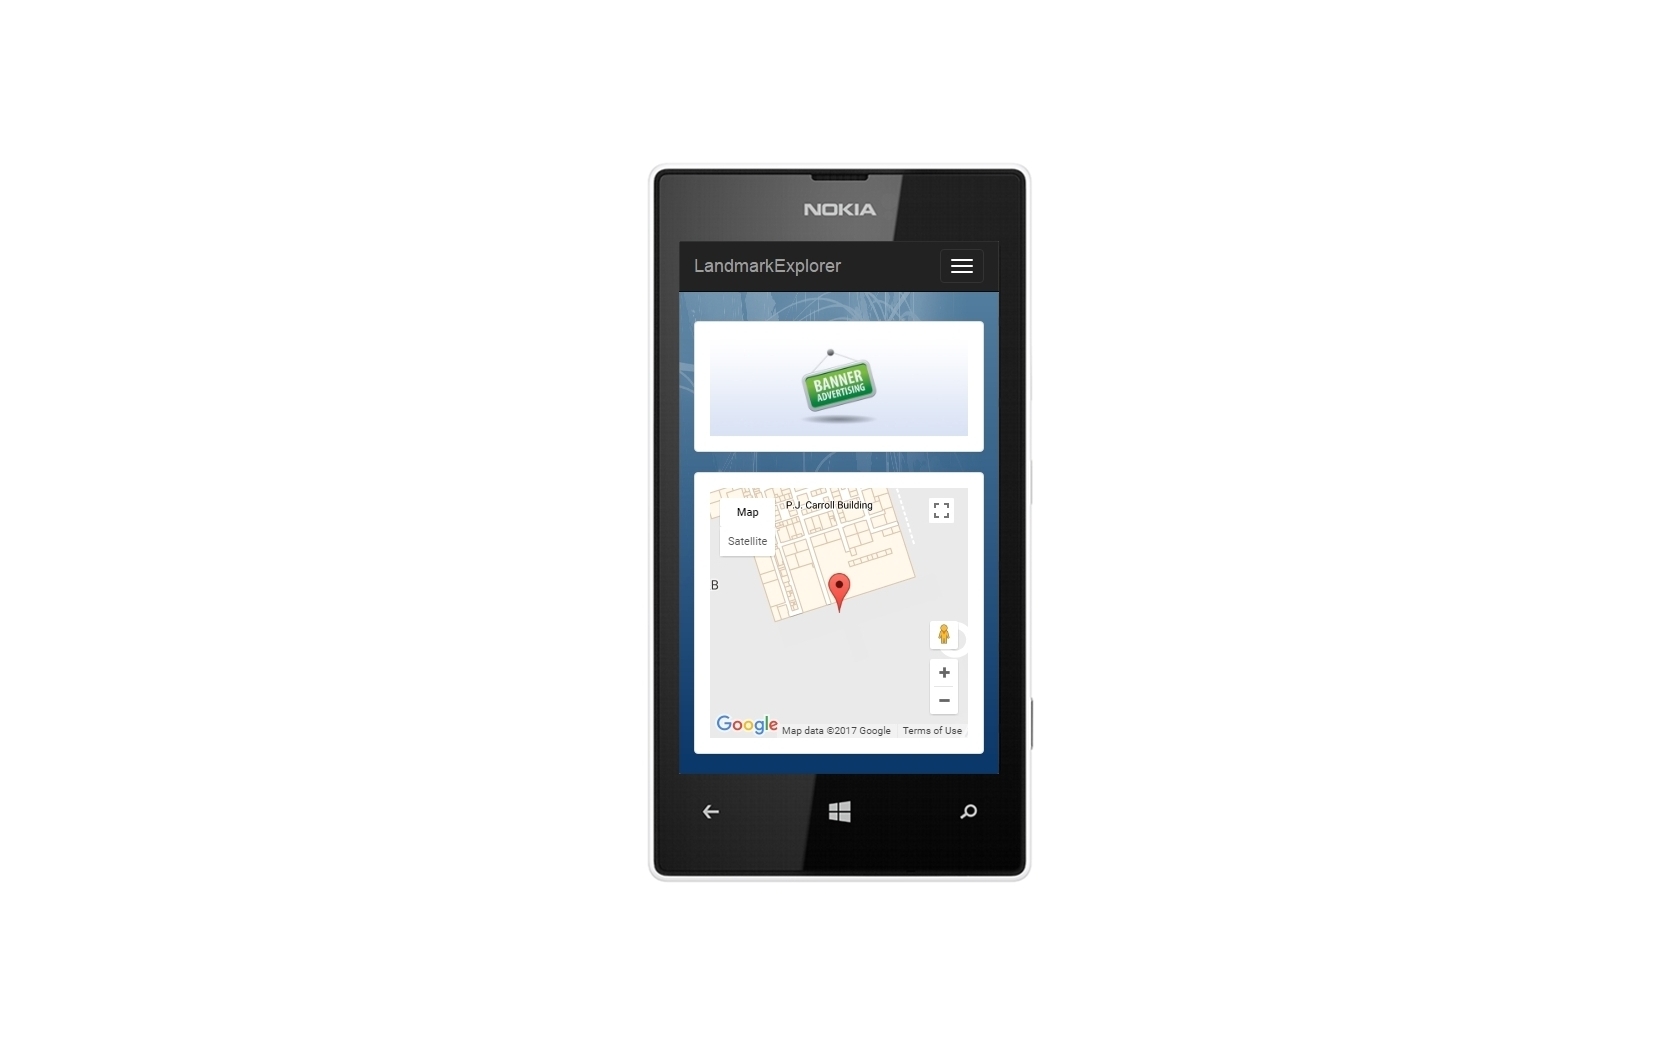 NOKIA
LandmarkExplorer
BANNER
ADVERTISING
P.J. Carroll Building
Map
Satellite
B
+
−
Google
Map data ©2017 Google
Terms of Use